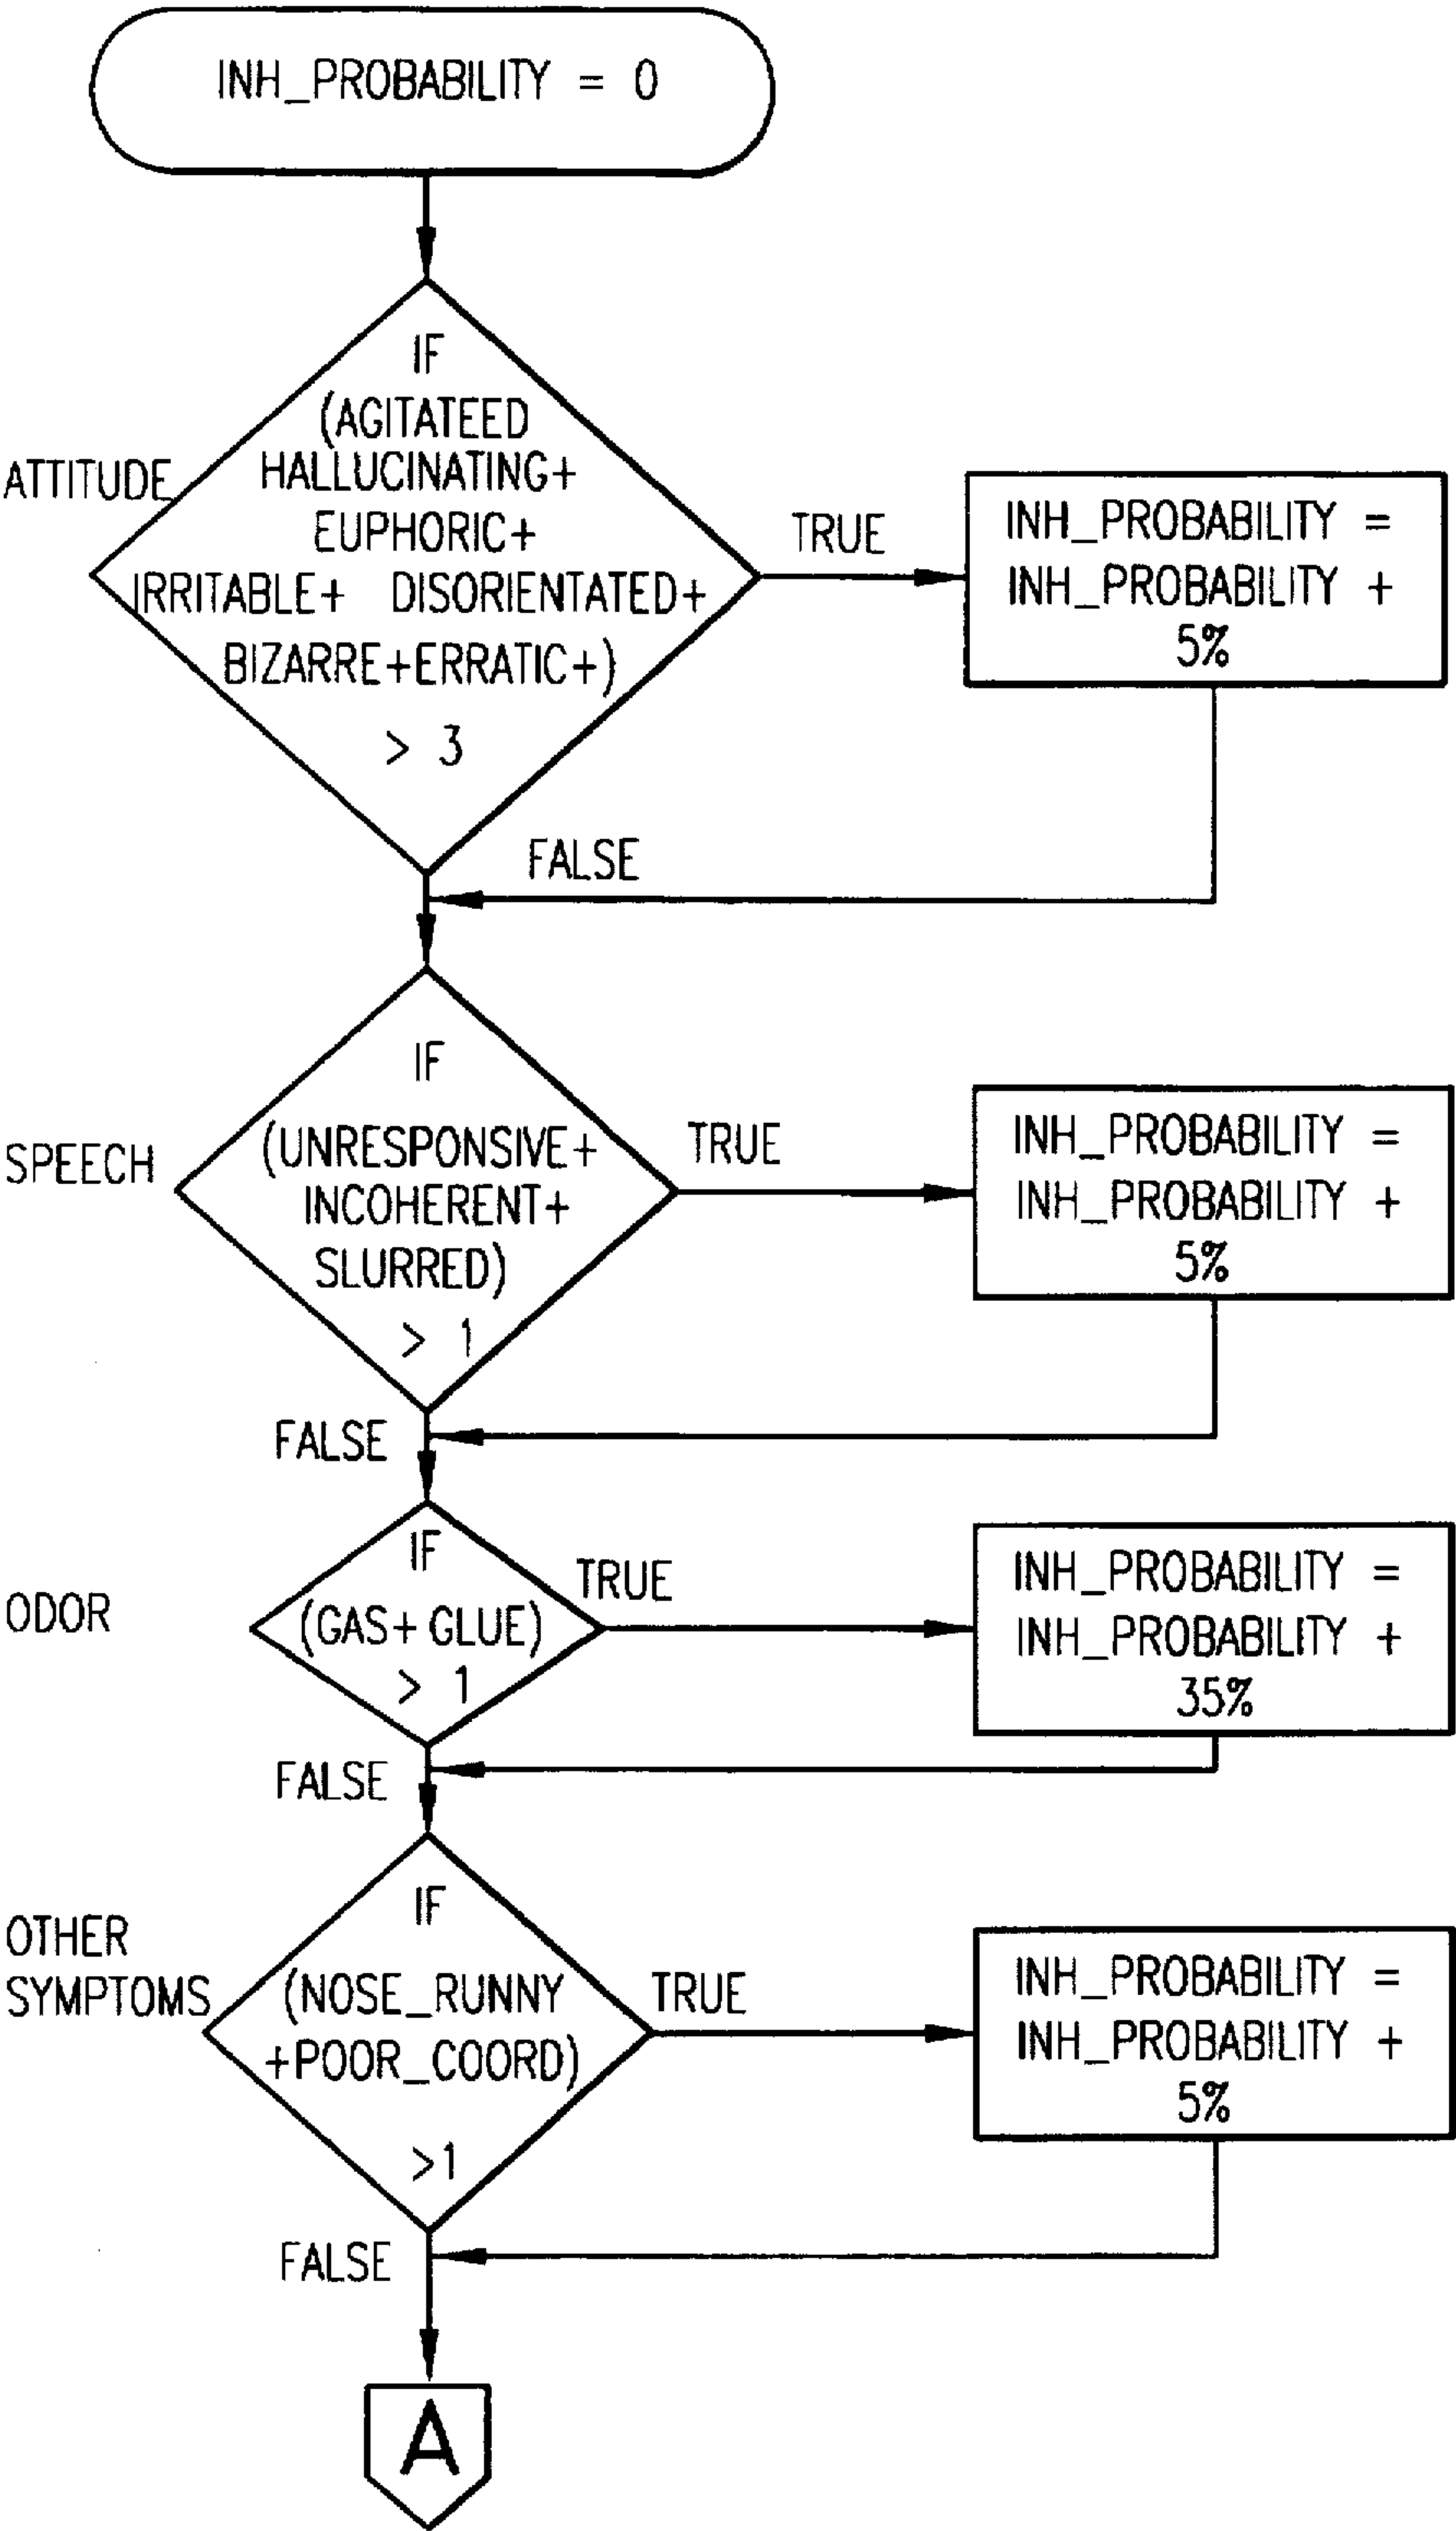 INH_PROBABILITY = 0
IF
(AGITATEED
HALLUCINATING+
EUPHORIC+
IRRITABLE+ DISORIENTATED+
BIZARRE+ERRATIC+)
> 3
ATTITUDE
TRUE
INH_PROBABILITY =
INH_PROBABILITY +
5%
FALSE
IF
(UNRESPONSIVE+
INCOHERENT+
SLURRED)
> 1
SPEECH
TRUE
INH_PROBABILITY =
INH_PROBABILITY +
5%
FALSE
IF
(GAS+ GLUE)
> 1
ODOR
TRUE
INH_PROBABILITY =
INH_PROBABILITY +
35%
FALSE
IF
(NOSE_RUNNY
+POOR_COORD)
>1
OTHER
SYMPTOMS
TRUE
INH_PROBABILITY =
INH_PROBABILITY +
5%
FALSE
A